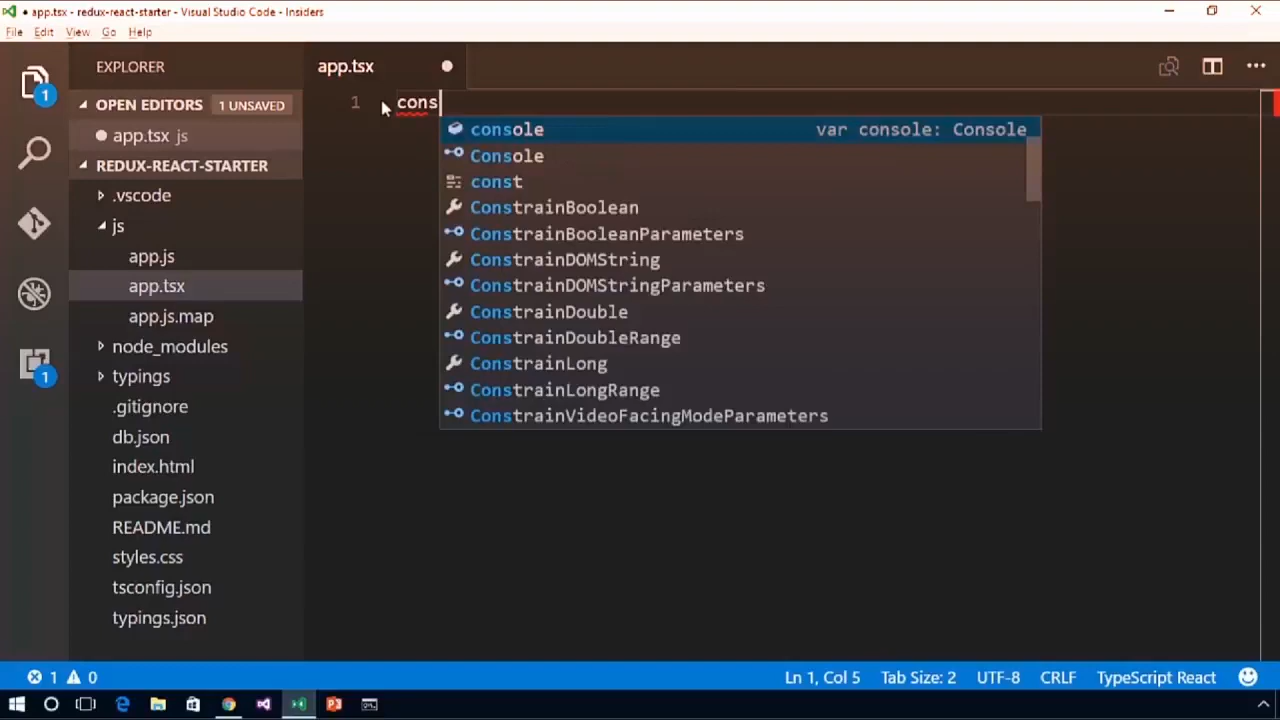 ● app.tsx - redux-react-starter - Visual Studio Code - Insiders
File Edit View Go Help
EXPLORER
OPEN EDITORS 1 UNSAVED
app.tsx js
REDUX-REACT-STARTER
.vscode
js
app.js
app.tsx
app.js.map
node_modules
typings
.gitignore
db.json
index.html
package.json
README.md
styles.css
tsconfig.json
typings.json
1
1
app.tsx
1 cons
console var console: Console
Console
const
ConstrainBoolean
ConstrainBooleanParameters
ConstrainDOMString
ConstrainDOMStringParameters
ConstrainDouble
ConstrainDoubleRange
ConstrainLong
ConstrainLongRange
ConstrainVideoFacingModeParameters
1 0 Ln 1, Col 5 Tab Size: 2 UTF-8 CRLF TypeScript React